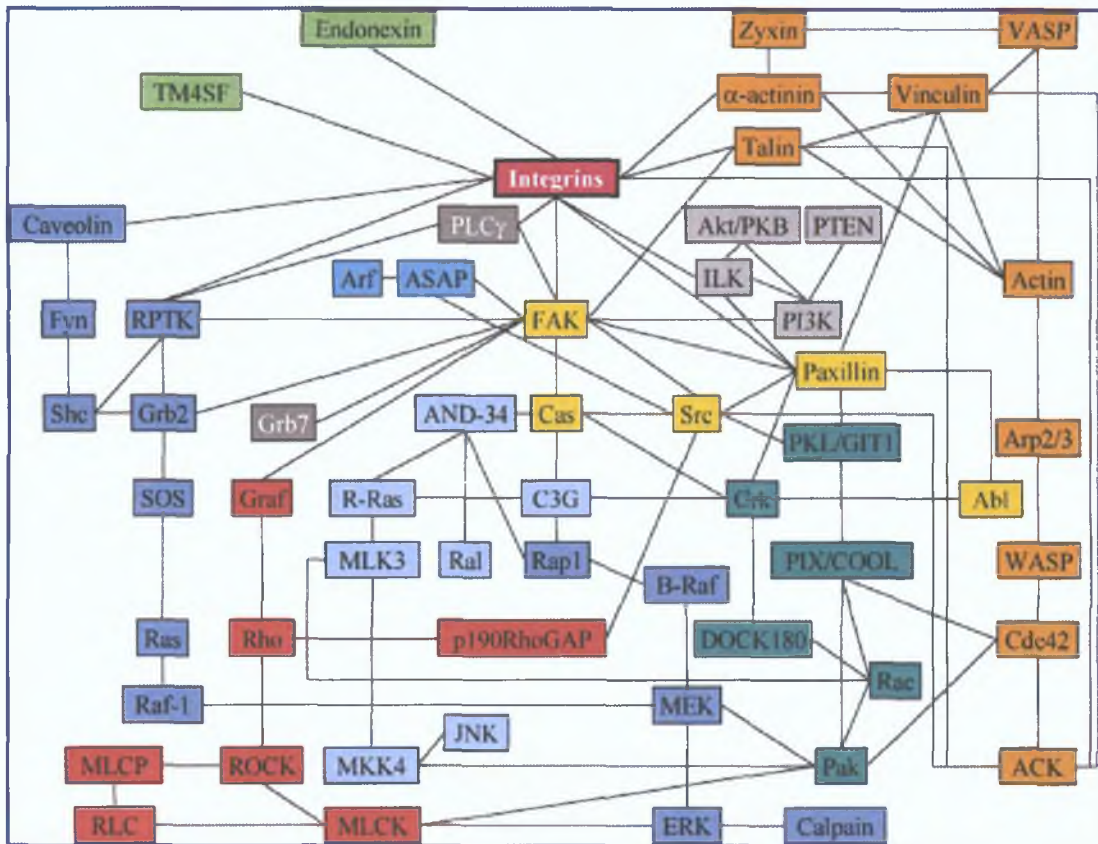 Endonexin
Zyxin
VASP
TM4SF
α-actinin
Vinculin
Talin
Integrins
Caveolin
PLCγ
Akt/PKB
PTEN
Arf
ASAP
ILK
Actin
Fyn
RPTK
FAK
PI3K
Paxillin
Shc
Grb2
Grb7
AND-34
Cas
Src
PKL/GIT1
Arp2/3
SOS
Graf
R-Ras
C3G
Crk
Abl
MLK3
Ral
Rap1
B-Raf
PIX/COOL
WASP
Ras
Rho
p190RhoGAP
DOCK180
Cdc42
Rac
Raf-1
MEK
JNK
MLCP
ROCK
MKK4
Pak
ACK
RLC
MLCK
ERK
Calpain